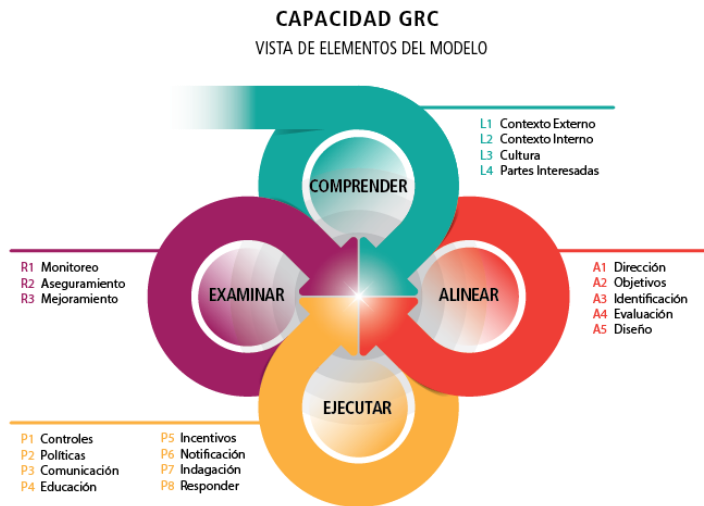 CAPACIDAD GRC
VISTA DE ELEMENTOS DEL MODELO
COMPRENDER
L1 Contexto Externo
L2 Contexto Interno
L3 Cultura
L4 Partes Interesadas
EXAMINAR
R1 Monitoreo
R2 Aseguramiento
R3 Mejoramiento
ALINEAR
A1 Dirección
A2 Objetivos
A3 Identificación
A4 Evaluación
A5 Diseño
EJECUTAR
P1 Controles
P2 Políticas
P3 Comunicación
P4 Educación
P5 Incentivos
P6 Notificación
P7 Indagación
P8 Responder